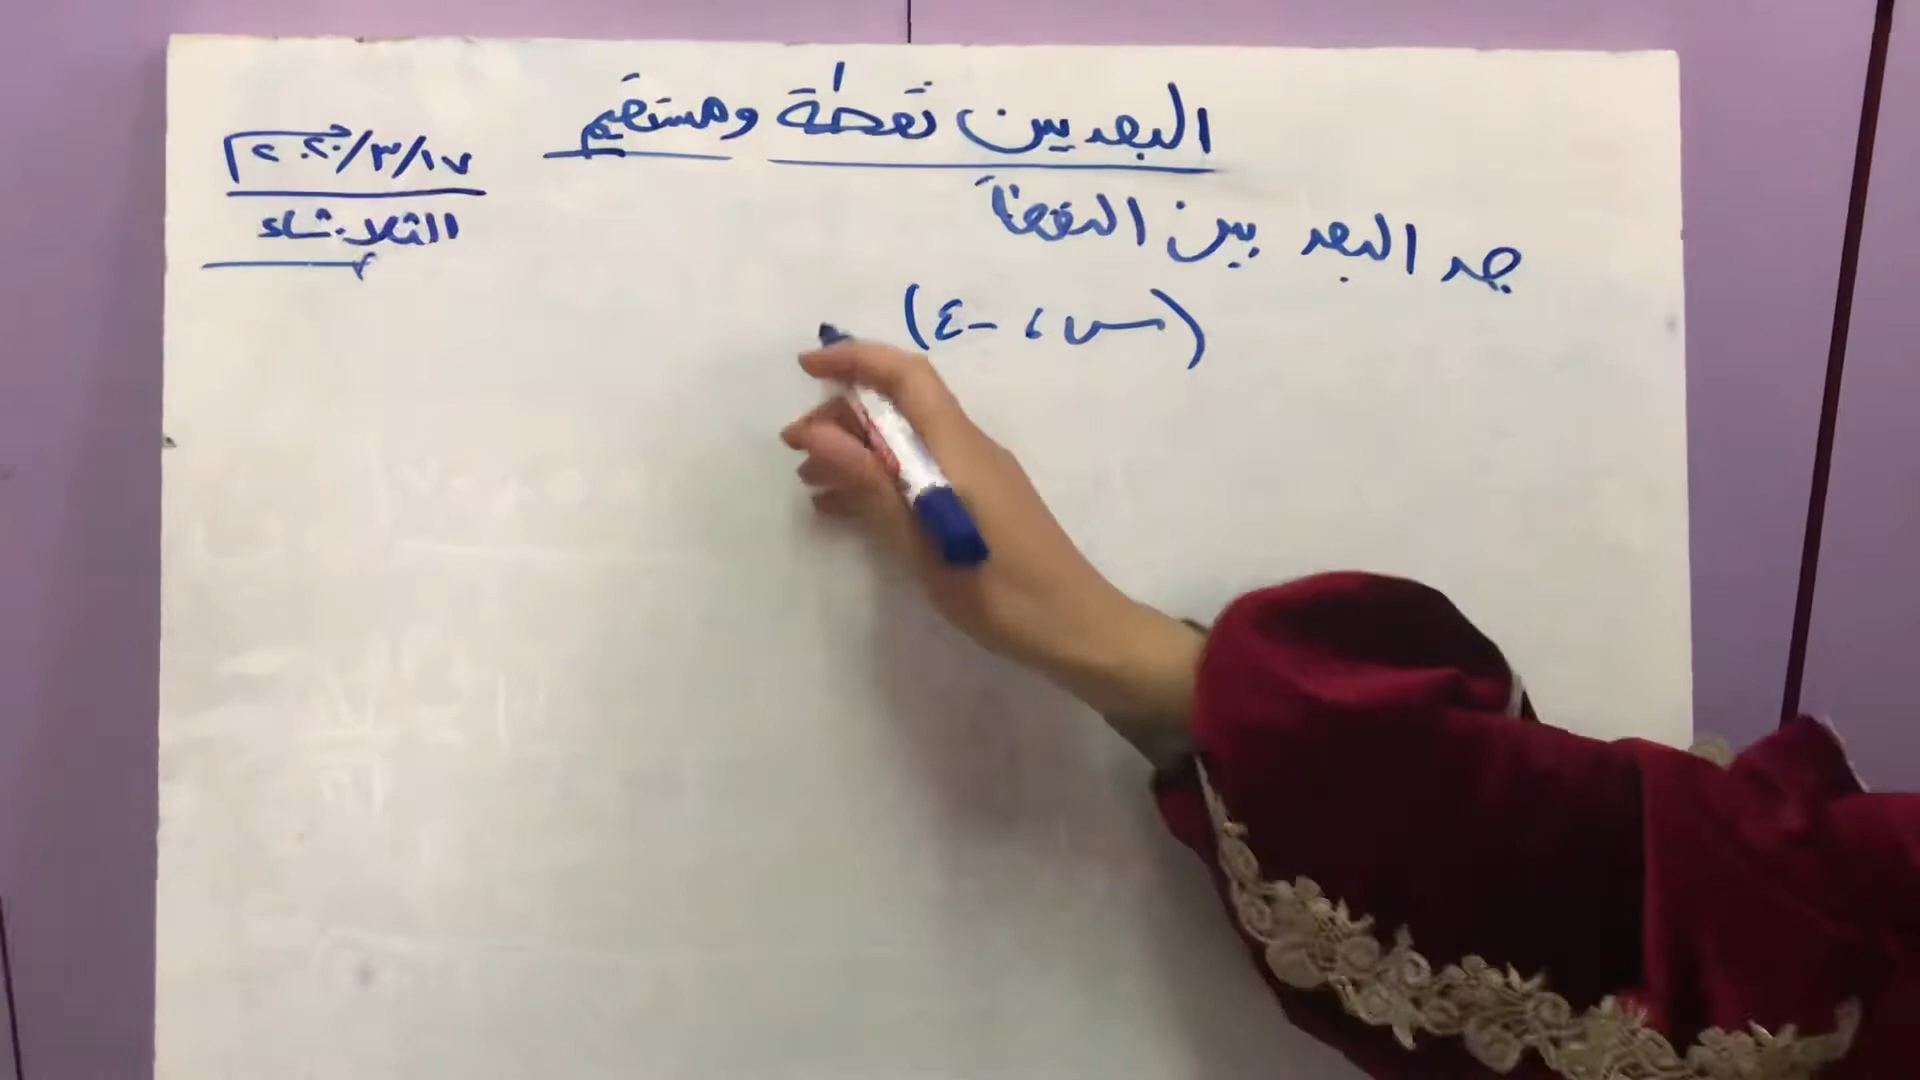 البعد بين نقطة ومستقيم
٢٠٢٠/٣/١٧
الثلاثاء
جد البعد بين النقطة
(س ، -٤)